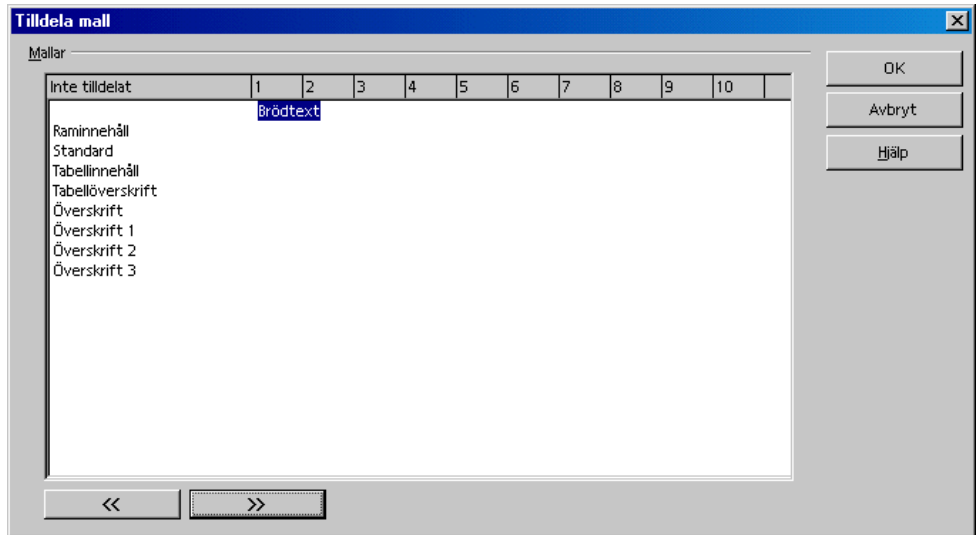 Tilldela mall
Mallar
Inte tilldelat 1 2 3 4 5 6 7 8 9 10
Brödtext
Raminnehåll
Standard
Tabellinnehåll
Tabellöverskrift
Överskrift
Överskrift 1
Överskrift 2
Överskrift 3
<< >>
OK
Avbryt
Hjälp